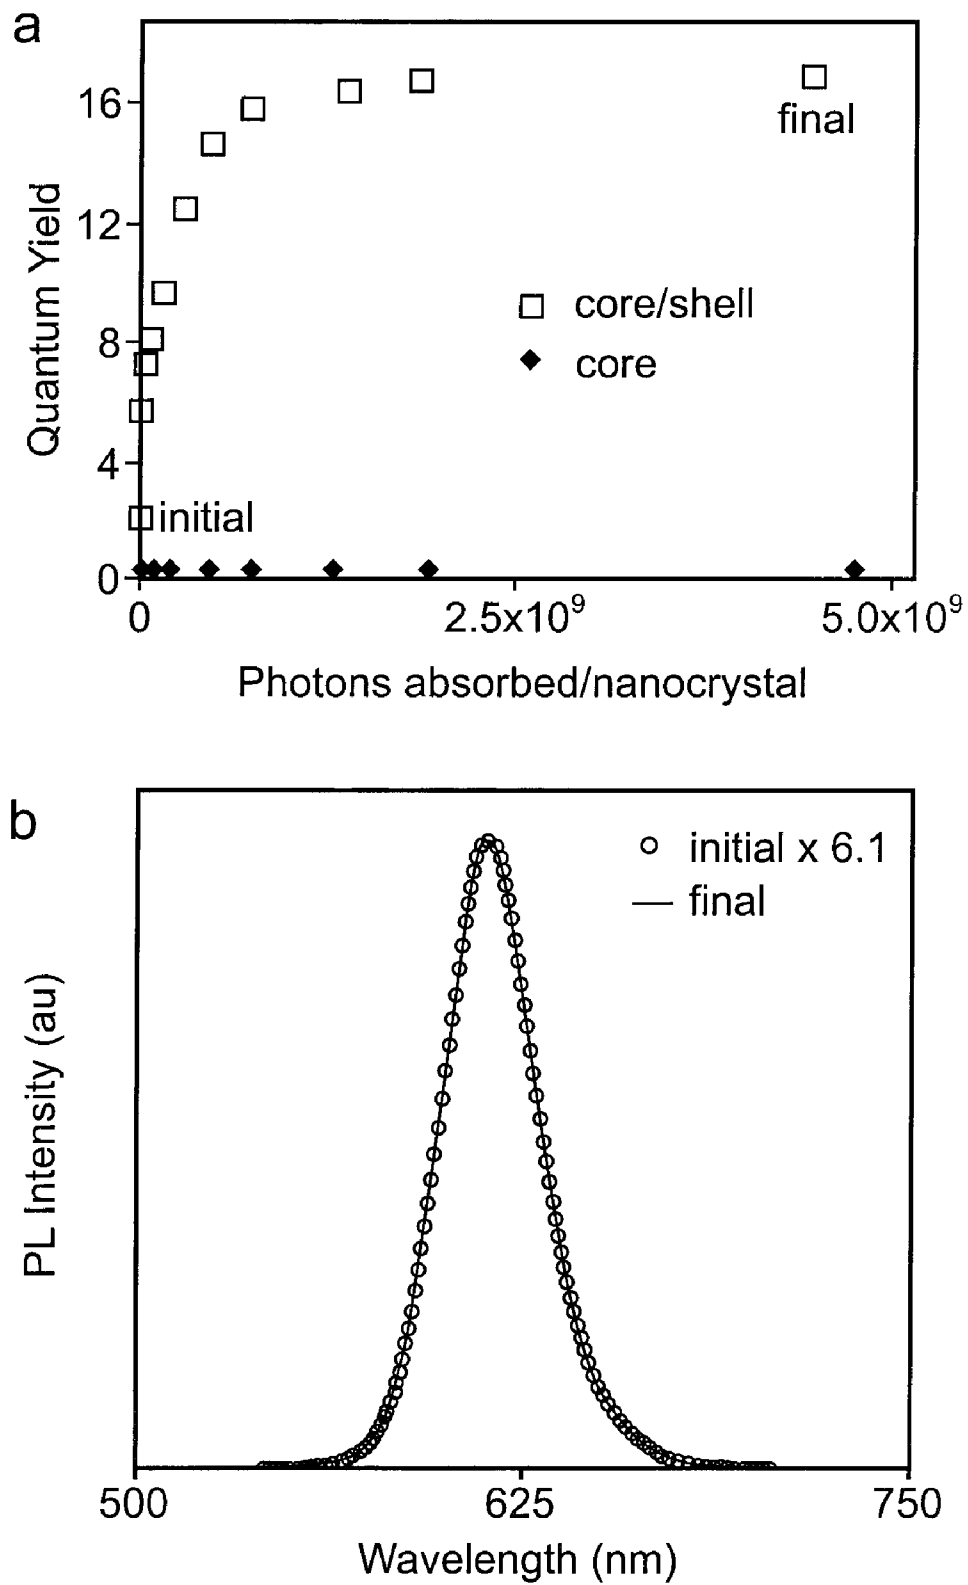 a
16
12
8
4
0
Quantum Yield
final
core/shell
core
initial
0
2.5x10⁹
5.0x10⁹
Photons absorbed/nanocrystal
b
initial x 6.1
final
PL Intensity (au)
500
625
750
Wavelength (nm)